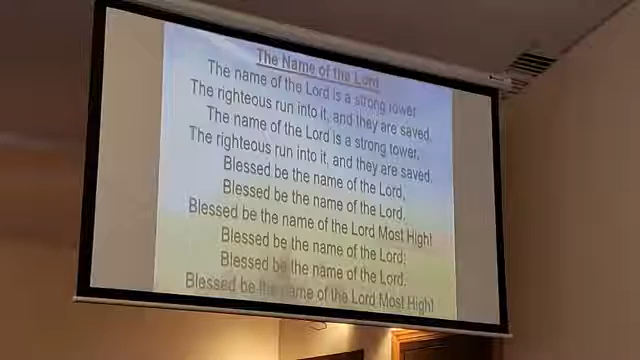 The Name of the Lord
The name of the Lord is a strong tower
The righteous run into it, and they are saved.
The name of the Lord is a strong tower,
The righteous run into it, and they are saved.
Blessed be the name of the Lord,
Blessed be the name of the Lord.
Blessed be the name of the Lord Most High!
Blessed be the name of the Lord;
Blessed be the name of the Lord.
Blessed be the name of the Lord Most High!